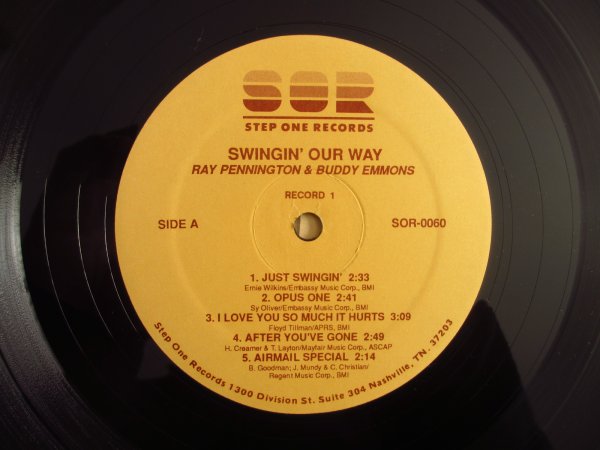 SOR
STEP ONE RECORDS
SWINGIN' OUR WAY
RAY PENNINGTON & BUDDY EMMONS
RECORD 1
SIDE A
SOR-0060
1. JUST SWINGIN' 2:33
Ernie Wilkins/Embassy Music Corp., BMI
2. OPUS ONE 2:41
Sy Oliver/Embassy Music Corp., BMI
3. I LOVE YOU SO MUCH IT HURTS 3:09
Floyd Tillman/APRS, BMI
4. AFTER YOU'VE GONE 2:49
H. Creamer & T. Layton/Mayfair Music Corp., ASCAP
5. AIRMAIL SPECIAL 2:14
B. Goodman; J. Mundy & C. Christian/
Regent Music Corp., BMI
Step One Records 1300 Division St. Suite 304 Nashville, TN. 37203